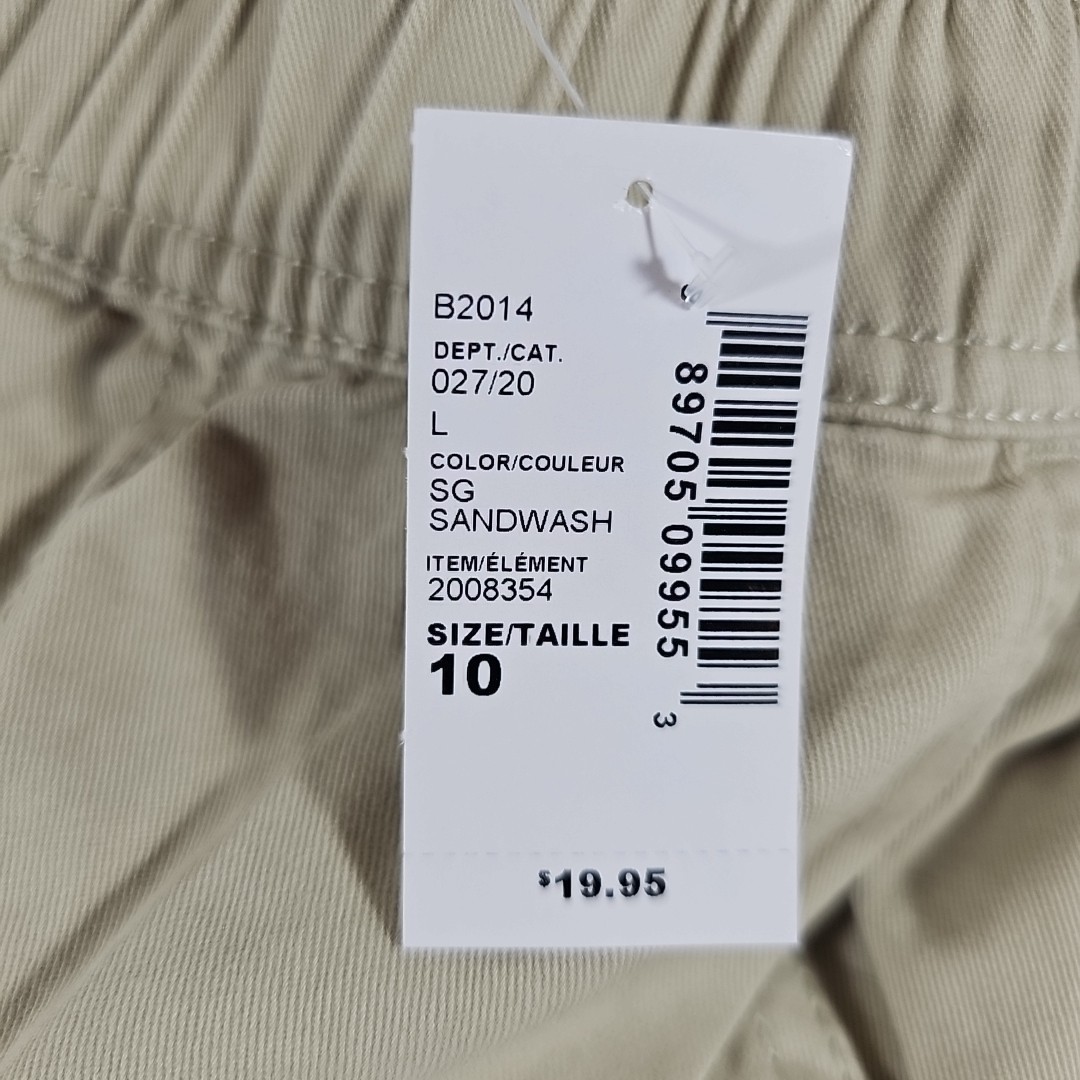 B2014
DEPT./CAT.
027/20
L
COLOR/COULEUR
SG
SANDWASH
ITEM/ÉLÉMENT
2008354
SIZE/TAILLE
10
89705 09955
3
$19.95